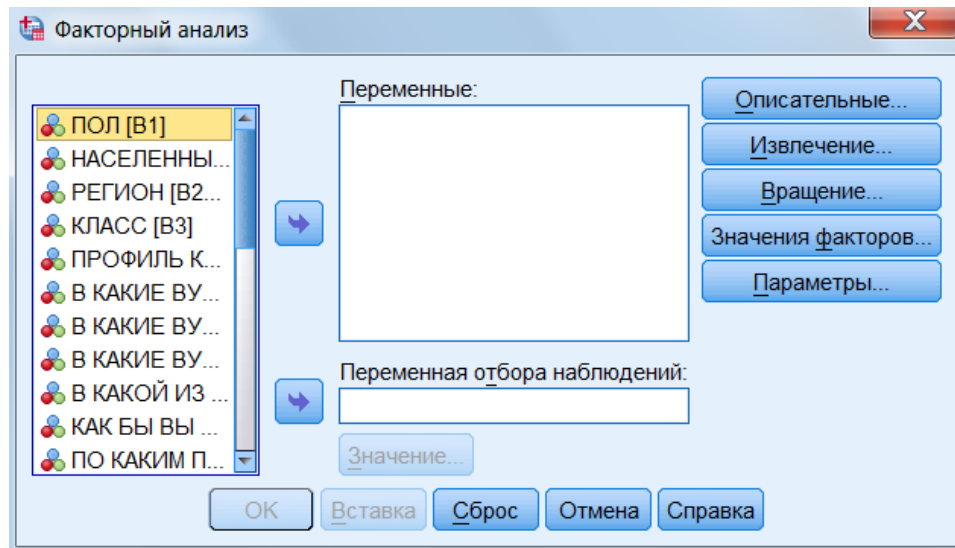 Факторный анализ
Переменные:
ПОЛ [B1]
НАСЕЛЕННЫ...
РЕГИОН [B2...
КЛАСС [B3]
ПРОФИЛЬ К...
В КАКИЕ ВУ...
В КАКИЕ ВУ...
В КАКИЕ ВУ...
В КАКОЙ ИЗ ...
КАК БЫ ВЫ ...
ПО КАКИМ П...
Описательные...
Извлечение...
Вращение...
Значения факторов...
Параметры...
Переменная отбора наблюдений:
Значение...
OK
Вставка
Сброс
Отмена
Справка